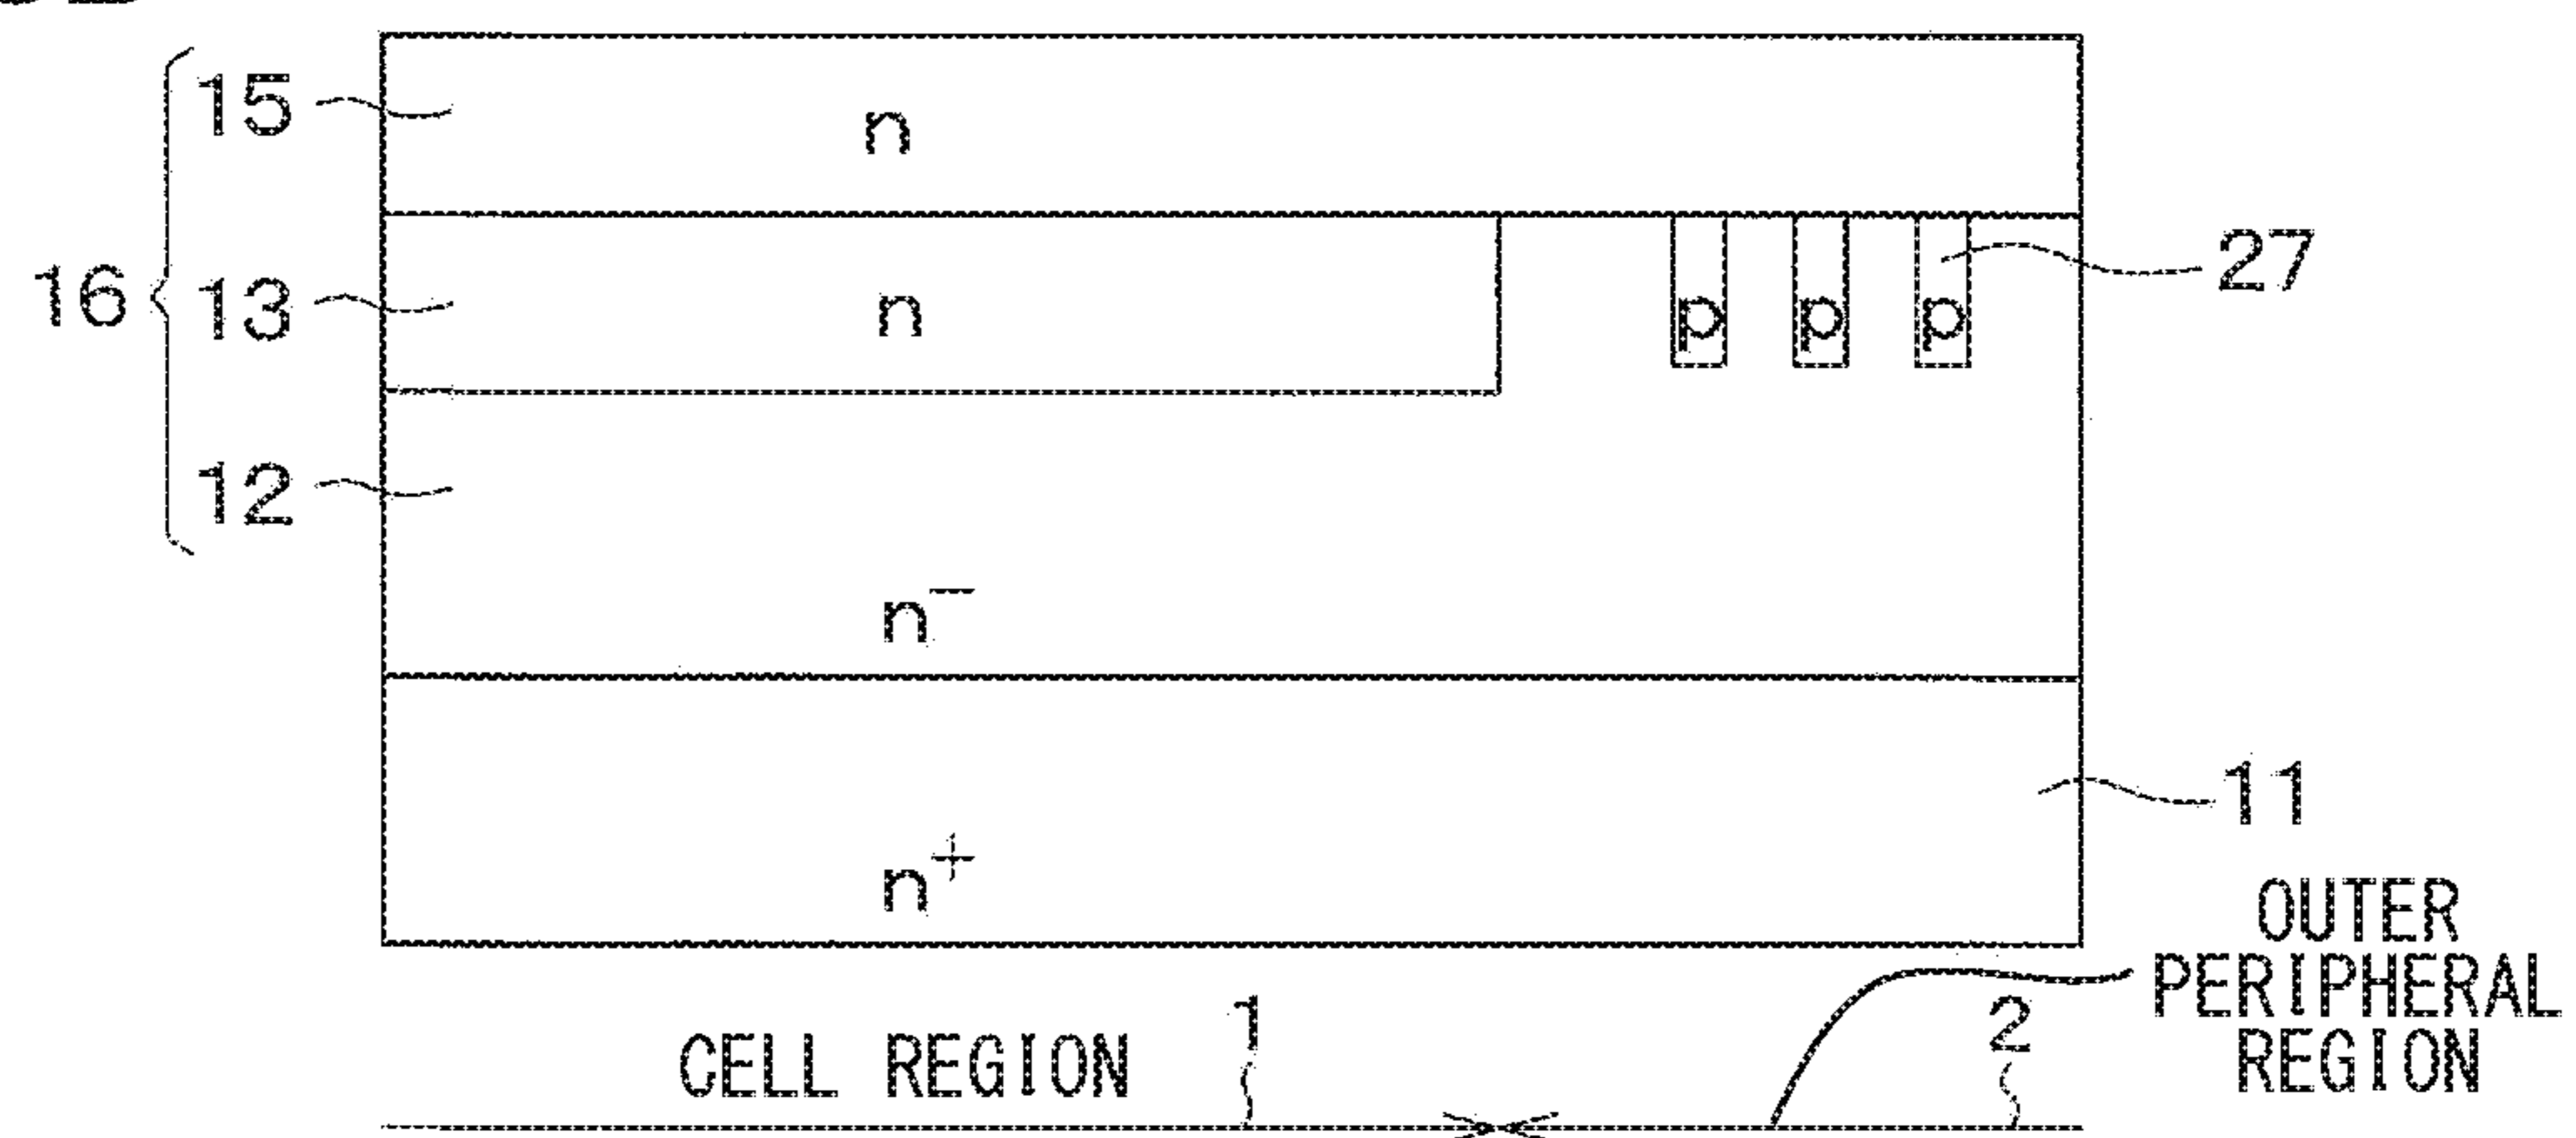 15
n
16
13
n
p
p
p
27
12
n⁻
11
n⁺
OUTER
PERIPHERAL
REGION
CELL REGION
1
2